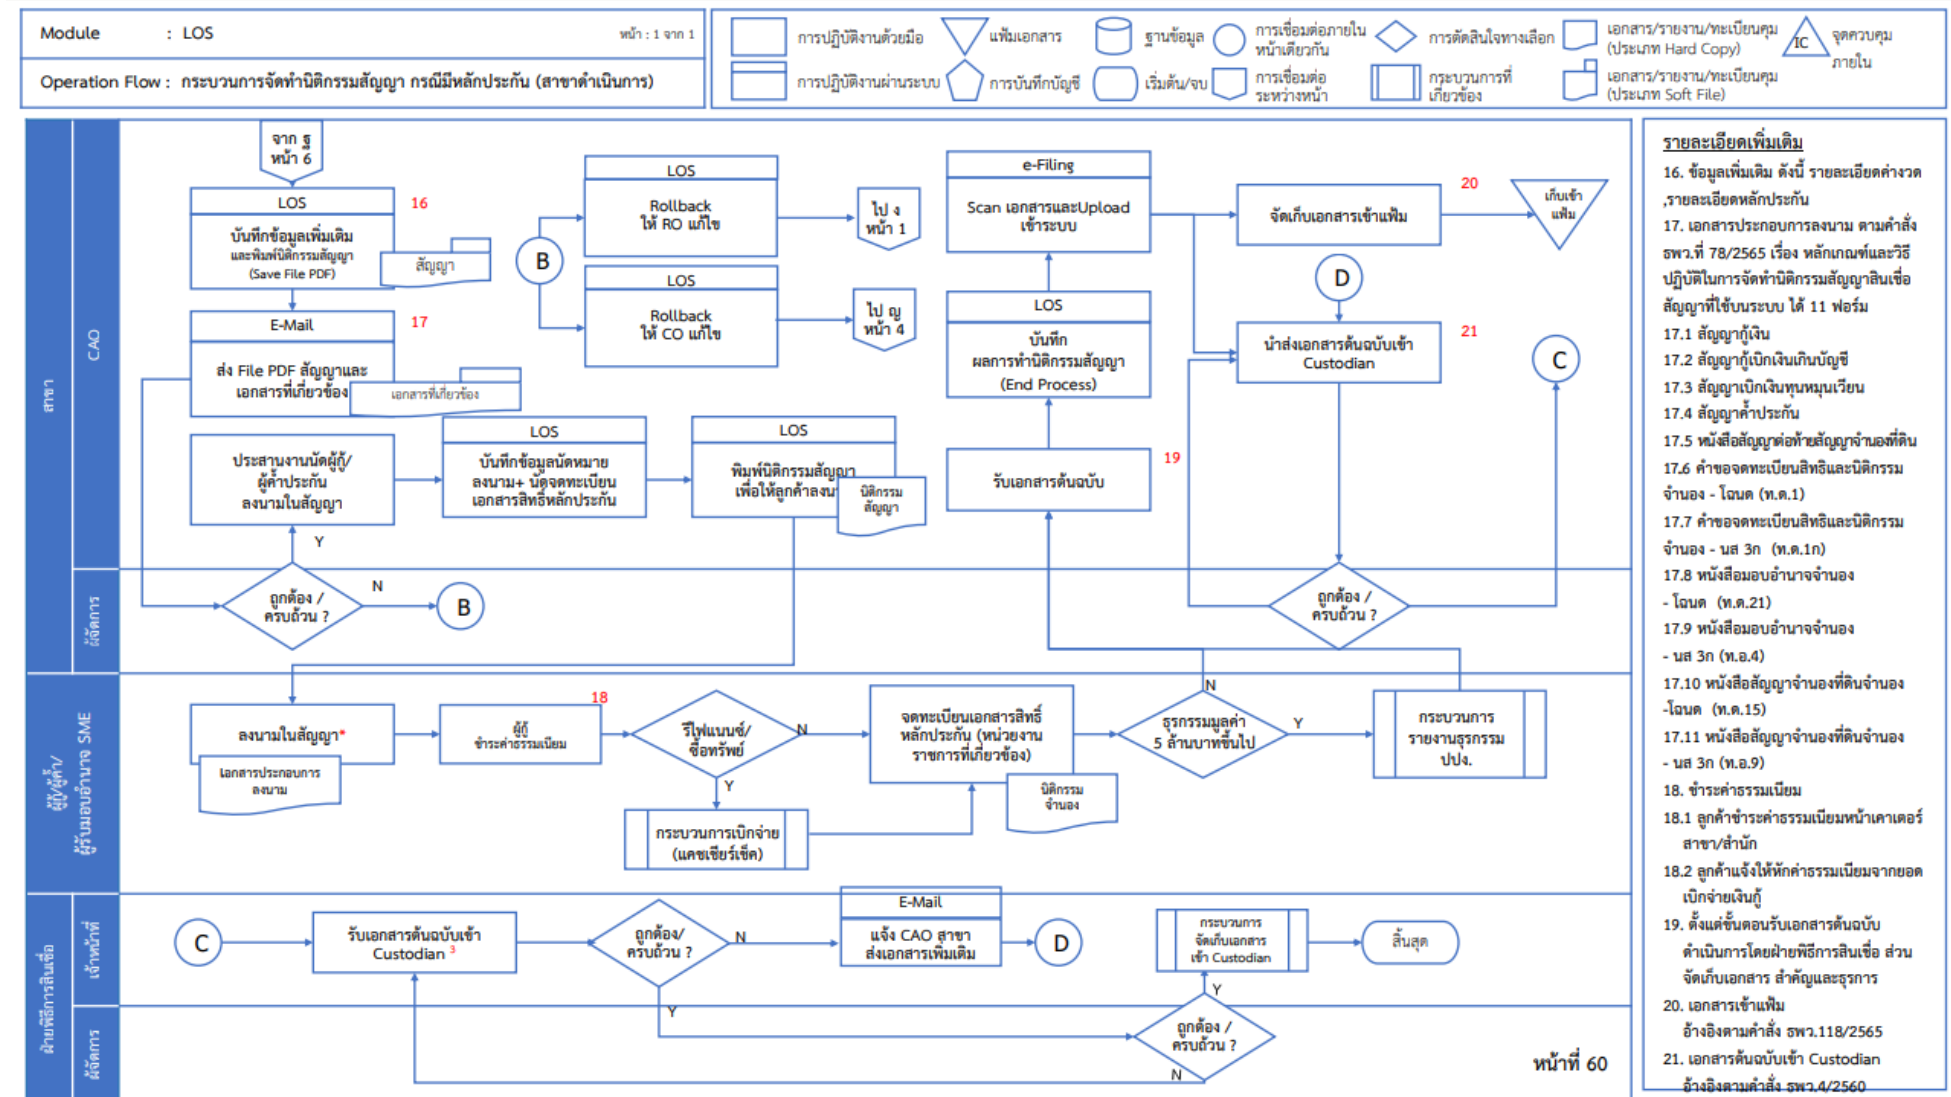 Module : LOS
หน้า : 1 จาก 1
Operation Flow : กระบวนการจัดทำนิติกรรมสัญญา กรณีมีหลักประกัน (สาขาดำเนินการ)
การปฏิบัติงานด้วยมือ
แฟ้มเอกสาร
ฐานข้อมูล
การเชื่อมต่อภายใน
หน้าเดียวกัน
การตัดสินใจทางเลือก
เอกสาร/รายงาน/ทะเบียนคุม
(ประเภท Hard Copy)
IC
จุดควบคุม
ภายใน
การปฏิบัติงานผ่านระบบ
การบันทึกบัญชี
เริ่มต้น/จบ
การเชื่อมต่อ
ระหว่างหน้า
กระบวนการที่
เกี่ยวข้อง
เอกสาร/รายงาน/ทะเบียนคุม
(ประเภท Soft File)
สาขา
CAO
จาก ฐ
หน้า 6
LOS
16
บันทึกข้อมูลเพิ่มเติม
และพิมพ์นิติกรรมสัญญา
(Save File PDF)
สัญญา
E-Mail
17
ส่ง File PDF สัญญาและ
เอกสารที่เกี่ยวข้อง
เอกสารที่เกี่ยวข้อง
B
LOS
Rollback
ให้ RO แก้ไข
ไป ง
หน้า 1
LOS
Rollback
ให้ CO แก้ไข
ไป ญ
หน้า 4
e-Filing
Scan เอกสารและUpload
เข้าระบบ
LOS
บันทึก
ผลการทำนิติกรรมสัญญา
(End Process)
จัดเก็บเอกสารเข้าแฟ้ม
20
เก็บเข้า
แฟ้ม
D
นำส่งเอกสารต้นฉบับเข้า
Custodian
21
C
ประสานงานนัดผู้กู้/
ผู้ค้ำประกัน
ลงนามในสัญญา
LOS
บันทึกข้อมูลนัดหมาย
ลงนาม+ นัดจดทะเบียน
เอกสารสิทธิ์หลักประกัน
LOS
พิมพ์นิติกรรมสัญญา
เพื่อให้ลูกค้าลงนา
นิติกรรม
สัญญา
รับเอกสารต้นฉบับ
19
Y
ผู้จัดการ
ถูกต้อง /
ครบถ้วน ?
N
B
ถูกต้อง /
ครบถ้วน ?
ผู้กู้/ผู้ค้ำ/
ผู้รับมอบอำนาจ SME
ลงนามในสัญญา*
เอกสารประกอบการ
ลงนาม
18
ผู้กู้
ชำระค่าธรรมเนียม
รีไฟแนนซ์/
ซื้อทรัพย์
N
Y
กระบวนการเบิกจ่าย
(แคชเชียร์เช็ค)
จดทะเบียนเอกสารสิทธิ์
หลักประกัน (หน่วยงาน
ราชการที่เกี่ยวข้อง)
นิติกรรม
จำนอง
N
ธุรกรรมมูลค่า
5 ล้านบาทขึ้นไป
Y
กระบวนการ
รายงานธุรกรรม
ปปง.
ฝ่ายพิธีการสินเชื่อ
เจ้าหน้าที่
C
รับเอกสารต้นฉบับเข้า
Custodian 3
ถูกต้อง/
ครบถ้วน ?
N
Y
E-Mail
แจ้ง CAO สาขา
ส่งเอกสารเพิ่มเติม
D
กระบวนการ
จัดเก็บเอกสาร
เข้า Custodian
สิ้นสุด
ผู้จัดการ
Y
ถูกต้อง /
ครบถ้วน ?
N
หน้าที่ 60
รายละเอียดเพิ่มเติม
16. ข้อมูลเพิ่มเติม ดังนี้ รายละเอียดค่างวด
,รายละเอียดหลักประกัน
17. เอกสารประกอบการลงนาม ตามคำสั่ง
ธพว.ที่ 78/2565 เรื่อง หลักเกณฑ์และวิธี
ปฏิบัติในการจัดทำนิติกรรมสัญญาสินเชื่อ
สัญญาที่ใช้บนระบบ ได้ 11 ฟอร์ม
17.1 สัญญากู้เงิน
17.2 สัญญากู้เบิกเงินเกินบัญชี
17.3 สัญญาเบิกเงินทุนหมุนเวียน
17.4 สัญญาค้ำประกัน
17.5 หนังสือสัญญาต่อท้ายสัญญาจำนองที่ดิน
17.6 คำขอจดทะเบียนสิทธิและนิติกรรม
จำนอง - โฉนด (ท.ด.1)
17.7 คำขอจดทะเบียนสิทธิและนิติกรรม
จำนอง - นส 3ก (ท.ด.1ก)
17.8 หนังสือมอบอำนาจจำนอง
- โฉนด (ท.ด.21)
17.9 หนังสือมอบอำนาจจำนอง
- นส 3ก (ท.อ.4)
17.10 หนังสือสัญญาจำนองที่ดินจำนอง
-โฉนด (ท.ด.15)
17.11 หนังสือสัญญาจำนองที่ดินจำนอง
- นส 3ก (ท.อ.9)
18. ชำระค่าธรรมเนียม
18.1 ลูกค้าชำระค่าธรรมเนียมหน้าเคาเตอร์
สาขา/สำนัก
18.2 ลูกค้าแจ้งให้หักค่าธรรมเนียมจากยอด
เบิกจ่ายเงินกู้
19. ตั้งแต่ขั้นตอนรับเอกสารต้นฉบับ
ดำเนินการโดยฝ่ายพิธีการสินเชื่อ ส่วน
จัดเก็บเอกสาร สำคัญและธุรการ
20. เอกสารเข้าแฟ้ม
อ้างอิงตามคำสั่ง ธพว.118/2565
21. เอกสารต้นฉบับเข้า Custodian
อ้างอิงตามคำสั่ง ธพว.4/2560